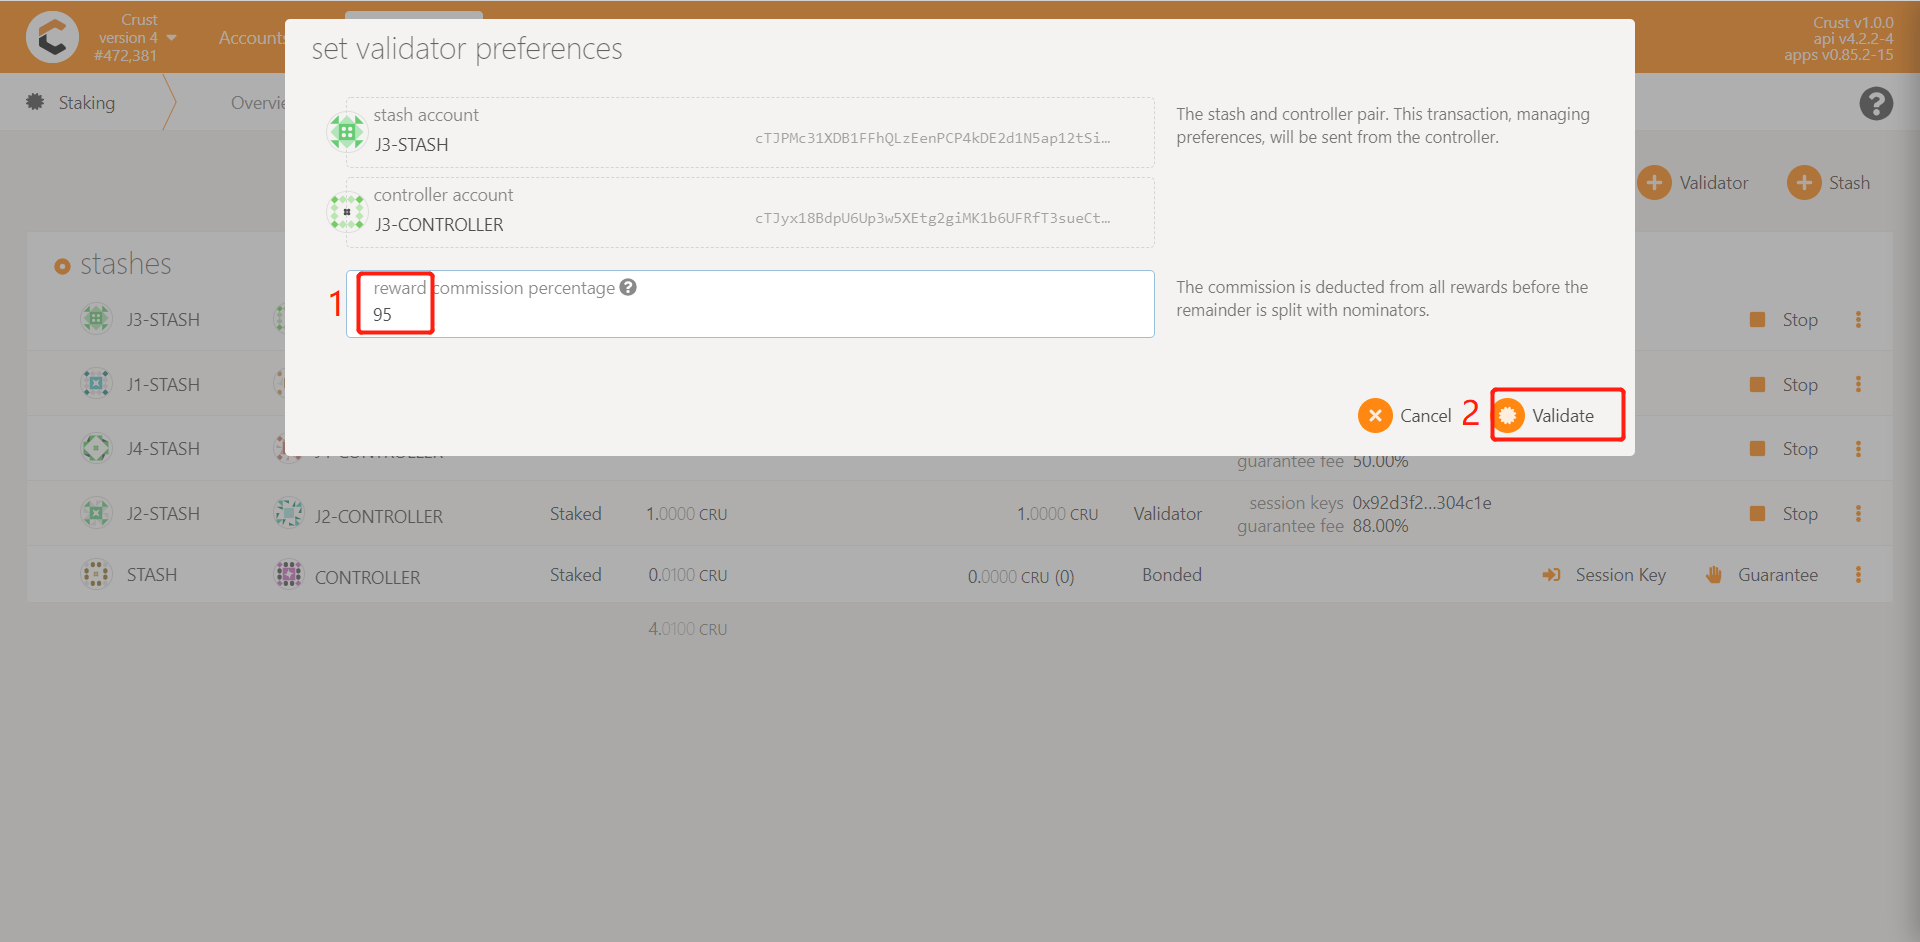 Crust
version 4
#472,381
Accounts
Crust v1.0.0
api v4.2.2-4
apps v0.85.2-15
Staking
set validator preferences
stash account
J3-STASH
cTJPMc31XDB1FFhQLzEenPCP4kDE2d1N5ap12tSi…
The stash and controller pair. This transaction, managing
preferences, will be sent from the controller.
controller account
J3-CONTROLLER
cTJyx18BdpU6Up3w5XEtg2giMK1b6UFRfT3sueCt…
1
reward commission percentage
95
The commission is deducted from all rewards before the
remainder is split with nominators.
Cancel
2
Validate
Validator
Stash
stashes
J3-STASH
Stop
J1-STASH
Stop
J4-STASH
guarantee fee 50.00%
Stop
J2-STASH
J2-CONTROLLER
Staked
1.0000 CRU
1.0000 CRU
Validator
session keys 0x92d3f2...304c1e
guarantee fee 88.00%
Stop
STASH
CONTROLLER
Staked
0.0100 CRU
0.0000 CRU (0)
Bonded
Session Key
Guarantee
4.0100 CRU